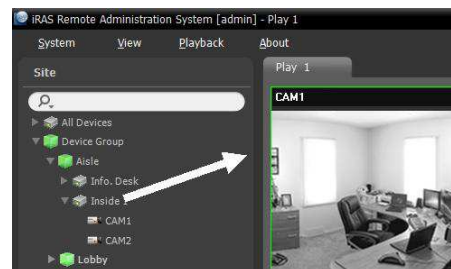 iRAS Remote Administration System [admin] - Play 1
System View Playback About
Site
Play 1
CAM1
All Devices
Device Group
Aisle
Info. Desk
Inside
CAM1
CAM2
Lobby